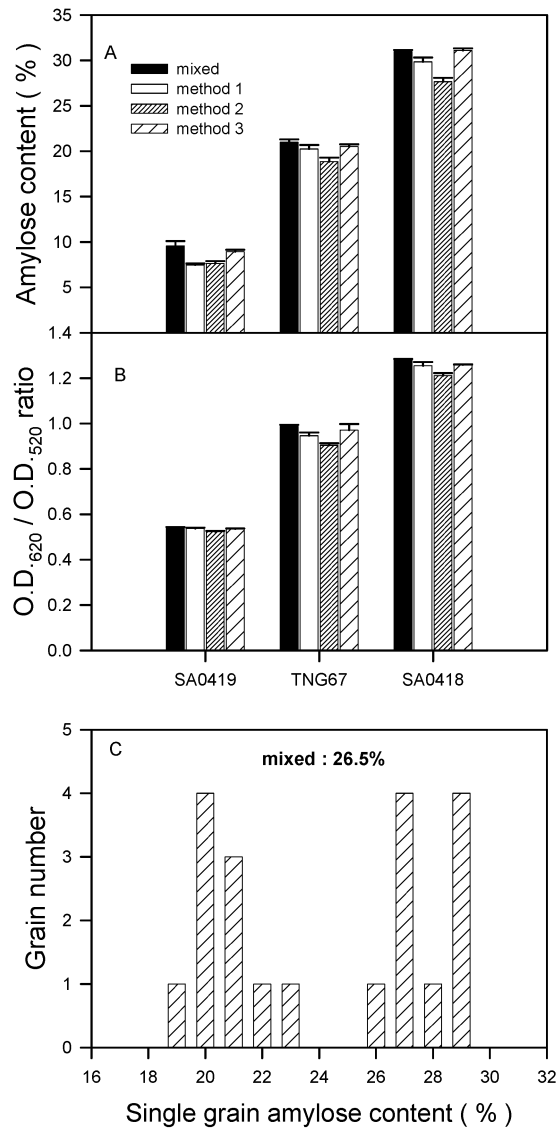 A
mixed
method 1
method 2
method 3
Amylose content ( % )
35
30
25
20
15
10
5
1.4
B
O.D.620 / O.D.520 ratio
1.2
1.0
0.8
0.6
0.4
0.2
0.0
SA0419 TNG67 SA0418
C
mixed : 26.5%
Grain number
5
4
3
2
1
0
16 18 20 22 24 26 28 30 32
Single grain amylose content ( % )